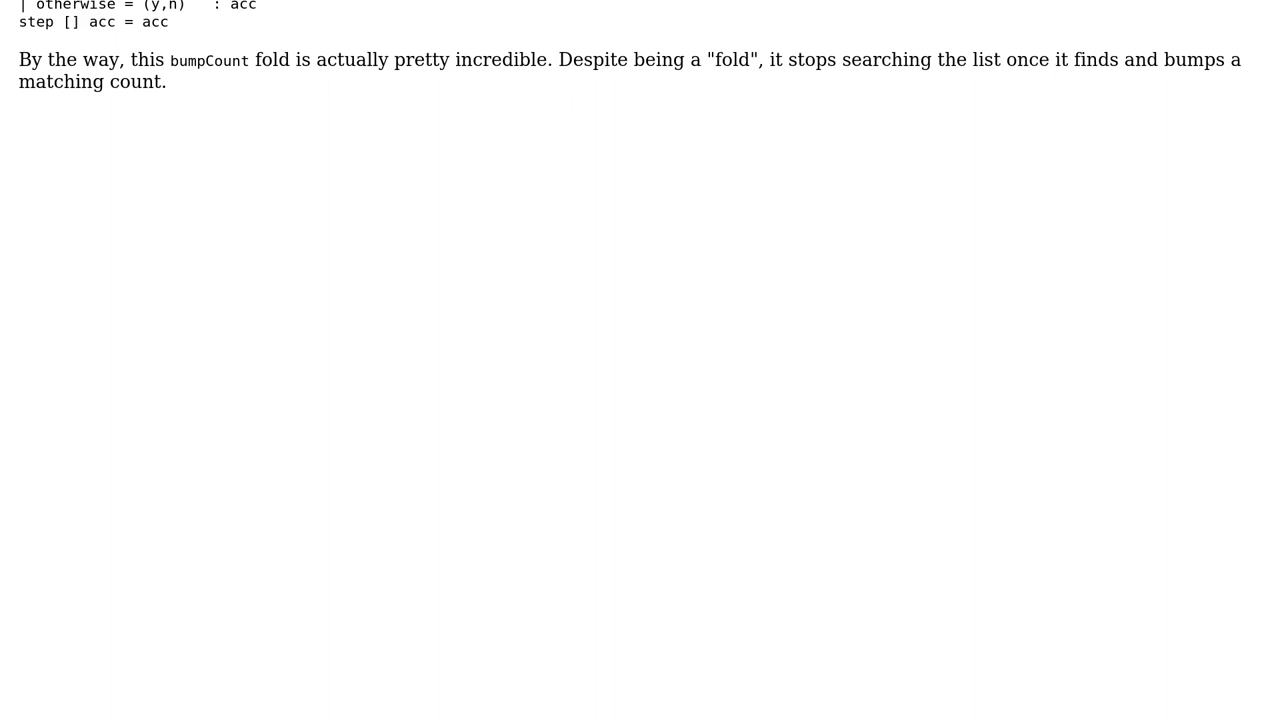 | otherwise = (y,n)   : acc
step [] acc = acc
By the way, this bumpCount fold is actually pretty incredible. Despite being a "fold", it stops searching the list once it finds and bumps a
matching count.